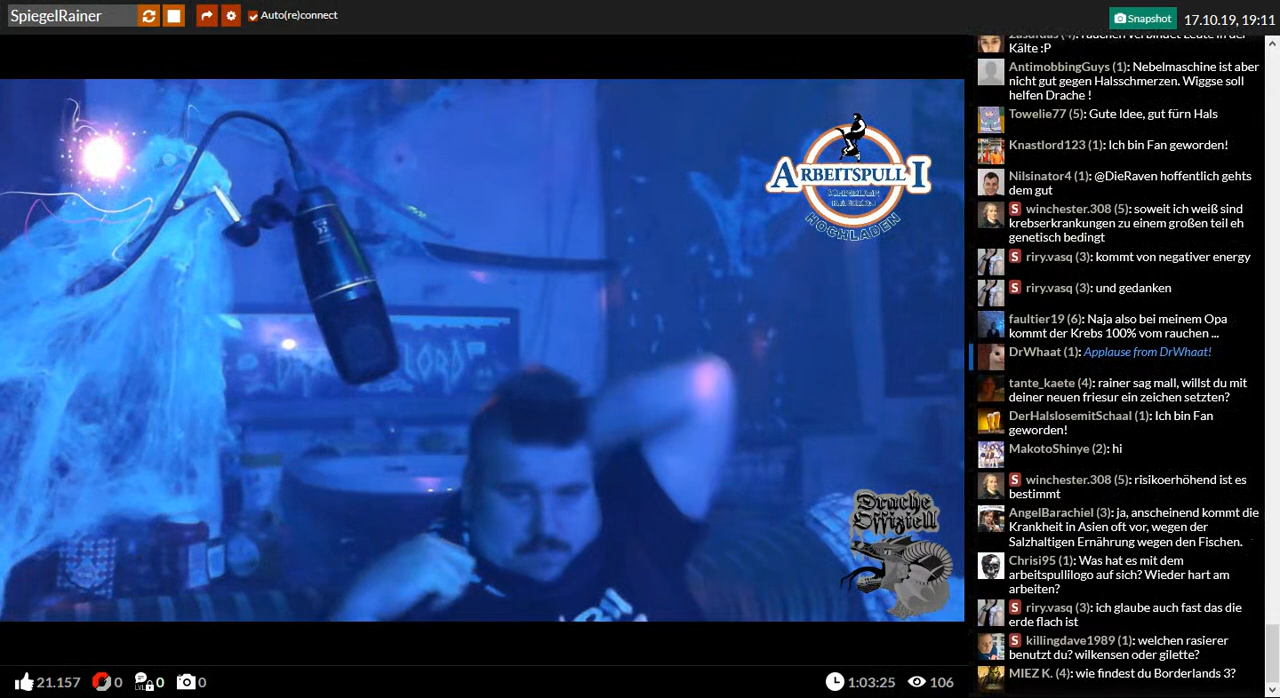 SpiegelRainer
Auto(re)connect
Snapshot
17.10.19, 19:11
ARBEITSPULLI
HOCHLADEN
Drache
Offiziell
Kälte :P
AntimobbingGuys (1): Nebelmaschine ist aber
nicht gut gegen Halsschmerzen. Wiggse soll
helfen Drache !
Towelie77 (5): Gute Idee, gut fürn Hals
Knastlord123 (1): Ich bin Fan geworden!
Nilsinator4 (1): @DieRaven hoffentlich gehts
dem gut
S winchester.308 (5): soweit ich weiß sind
krebserkrankungen zu einem großen teil eh
genetisch bedingt
S riry.vasq (3): kommt von negativer energy
S riry.vasq (3): und gedanken
faultier19 (6): Naja also bei meinem Opa
kommt der Krebs 100% vom rauchen ...
DrWhaat (1): Applause from DrWhaat!
tante_kaete (4): rainer sag mall, willst du mit
deiner neuen friesur ein zeichen setzten?
DerHalslosemitSchaal (1): Ich bin Fan
geworden!
MakotoShinye (2): hi
S winchester.308 (5): risikoerhöhend ist es
bestimmt
AngelBarachiel (3): ja, anscheinend kommt die
Krankheit in Asien oft vor, wegen der
Salzhaltigen Ernährung wegen den Fischen.
Chrisi95 (1): Was hat es mit dem
arbeitspullilogo auf sich? Wieder hart am
arbeiten?
S riry.vasq (3): ich glaube auch fast das die
erde flach ist
S killingdave1989 (1): welchen rasierer
benutzt du? wilkensen oder gilette?
MIEZ K. (4): wie findest du Borderlands 3?
21.157 0 LVL 0 0
1:03:25 106